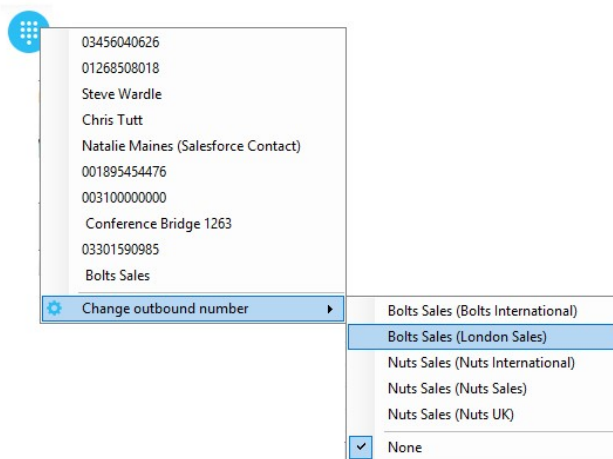 03456040626
01268508018
Steve Wardle
Chris Tutt
Natalie Maines (Salesforce Contact)
001895454476
003100000000
Conference Bridge 1263
03301590985
Bolts Sales
Change outbound number
Bolts Sales (Bolts International)
Bolts Sales (London Sales)
Nuts Sales (Nuts International)
Nuts Sales (Nuts Sales)
Nuts Sales (Nuts UK)
None